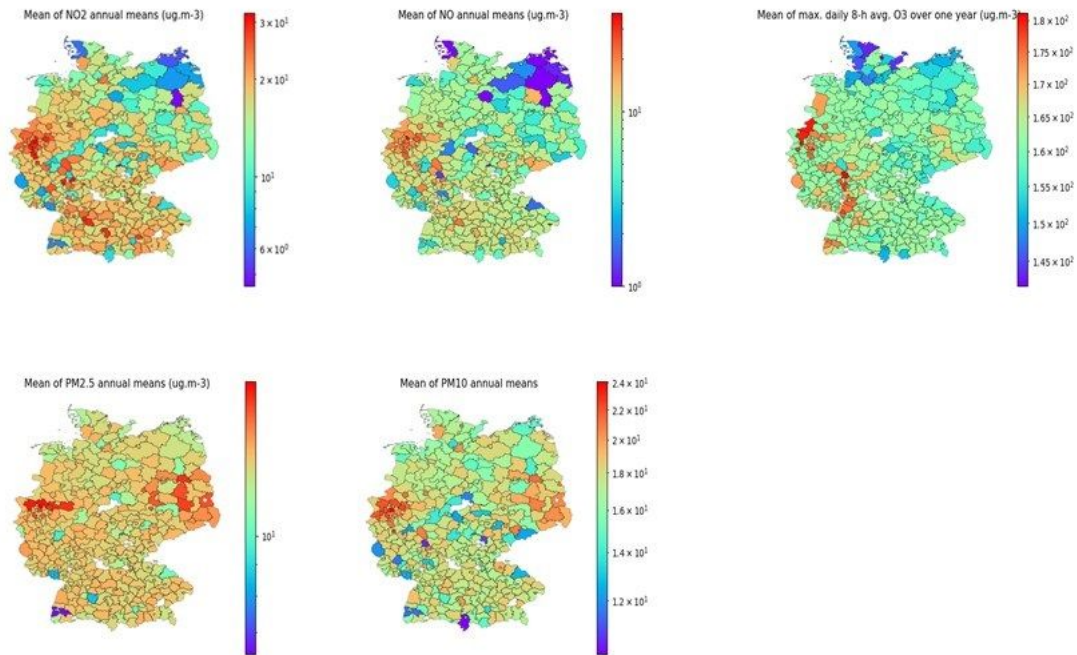 Mean of NO2 annual means (ug.m-3)
3 × 10¹
2 × 10¹
10¹
6 × 10⁰
Mean of NO annual means (ug.m-3)
10¹
10⁰
Mean of max. daily 8-h avg. O3 over one year (ug.m-3)
1.8 × 10²
1.75 × 10²
1.7 × 10²
1.65 × 10²
1.6 × 10²
1.55 × 10²
1.5 × 10²
1.45 × 10²
Mean of PM2.5 annual means (ug.m-3)
10¹
Mean of PM10 annual means
2.4 × 10¹
2.2 × 10¹
2 × 10¹
1.8 × 10¹
1.6 × 10¹
1.4 × 10¹
1.2 × 10¹